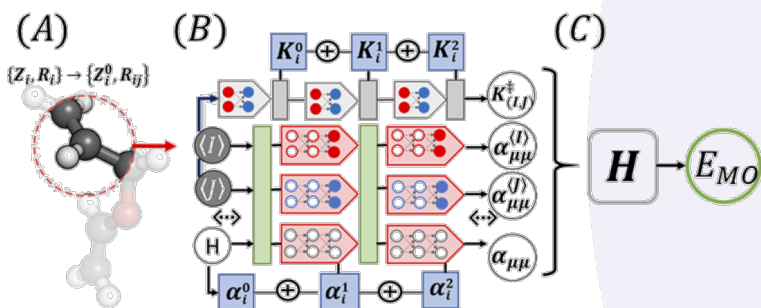 (A)
{Z_i, R_i} → {Z_i^0, R_ij}
(B)
K_i^0 + K_i^1 + K_i^2
K̄_(I,J)^‡
⟨I⟩
α_μμ^⟨I⟩
⟨J⟩
α_μμ^⟨J⟩
H
α_μμ
α_i^0 + α_i^1 + α_i^2
(C)
H
E_MO